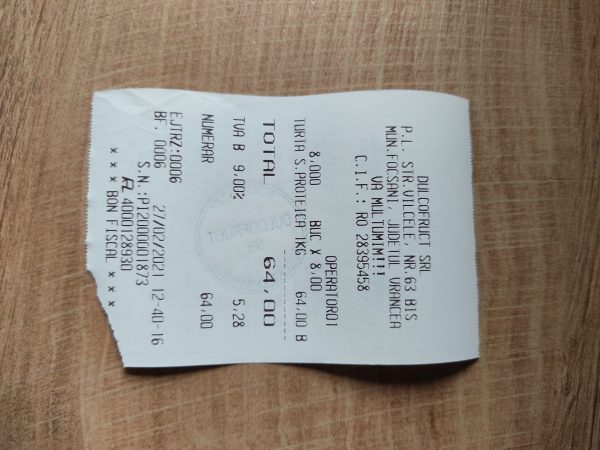 DULCOFRUCT SRL
P.L. STR.VILCELE, NR.63 BIS
MUN.FOCSANI, JUDETUL VRANCEA
VA MULTUMIM!!!
C.I.F.: RO 28395458
OPERATOR01
8,000 BUC X 8,00
TURTA S.PROTEICA 1KG 64,00 B
TOTAL 64,00
TVA B 9,00% 5,28
NUMERAR 64,00
EJTRZ:0006
BF. 0006 27/02/2021 12-40-16
S.N.:PT20000001873
4000128930
*** BON FISCAL ***